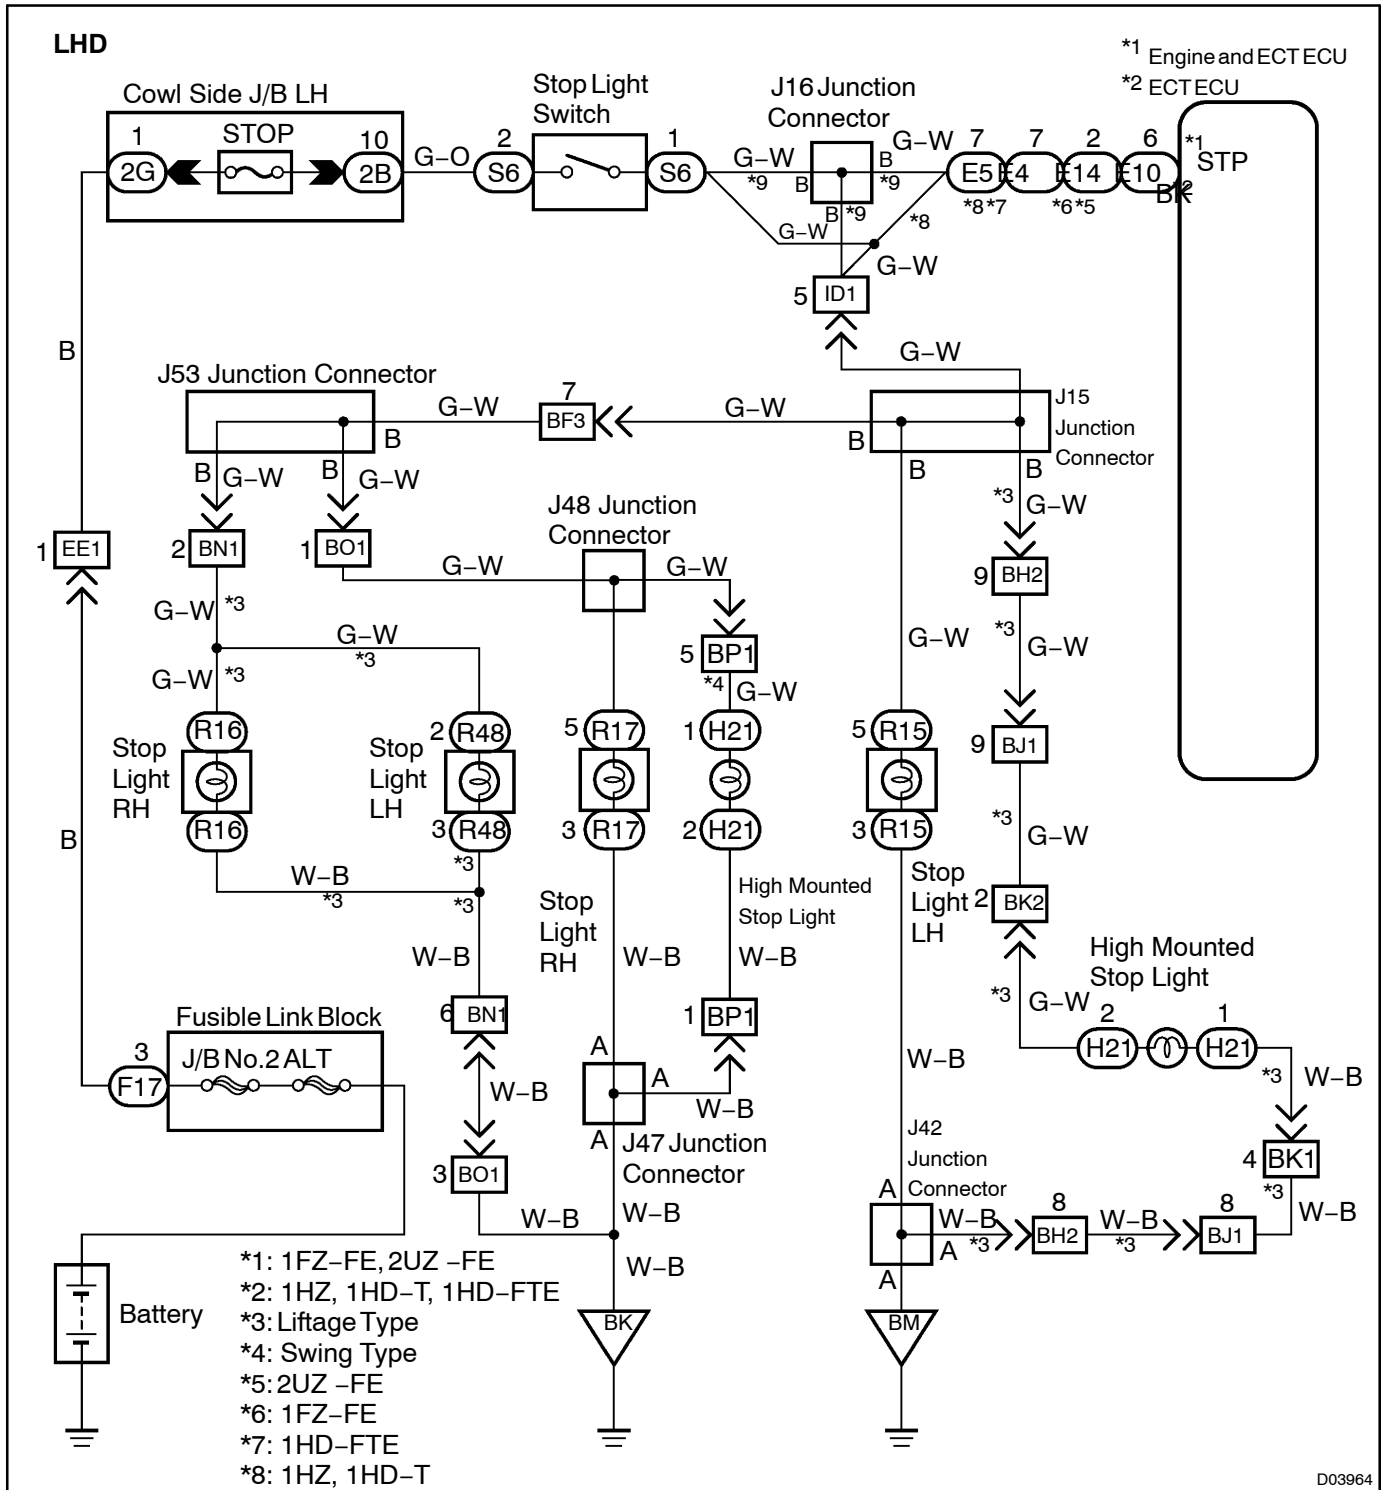 LHD
*1 Engine and ECT ECU
*2 ECT ECU
Cowl Side J/B LH
Stop Light
Switch
J16 Junction
Connector
1
STOP
10
2G
2B
G–O
2
S6
1
S6
G–W
*9
B
B
*9
G–W
B
*9
*8
G–W
G–W
7
7
2
6
E5
E4
E14
E10
*8
*7
*6
*5
*1
STP
BK
*2
5
ID1
G–W
B
J53 Junction Connector
B
G–W
7
BF3
G–W
B
J15
Junction
Connector
B
G–W
B
G–W
B
B
*3
G–W
J48 Junction
Connector
1
EE1
2
BN1
1
BO1
G–W
G–W
9
BH2
G–W
*3
G–W
*3
5
BP1
*4
G–W
G–W
*3
G–W
G–W
*3
R16
2
R48
5
R17
1
H21
5
R15
9
BJ1
Stop
Light
RH
Stop
Light
LH
R16
3
R48
3
R17
2
H21
3
R15
*3
G–W
B
*3
W–B
*3
*3
High Mounted
Stop Light
Stop
Light
RH
Stop
Light
LH
2
BK2
W–B
W–B
W–B
High Mounted
Stop Light
*3
G–W
2
H21
1
H21
6
BN1
1
BP1
Fusible Link Block
J/B No.2 ALT
3
F17
A
A
W–B
W–B
W–B
*3
W–B
A
J47 Junction
Connector
J42
Junction
Connector
4
BK1
*3
3
BO1
W–B
W–B
A
W–B
*3
A
8
BH2
W–B
*3
8
BJ1
W–B
W–B
A
Battery
BK
BM
*1: 1FZ–FE, 2UZ –FE
*2: 1HZ, 1HD–T, 1HD–FTE
*3: Liftage Type
*4: Swing Type
*5: 2UZ –FE
*6: 1FZ–FE
*7: 1HD–FTE
*8: 1HZ, 1HD–T
D03964